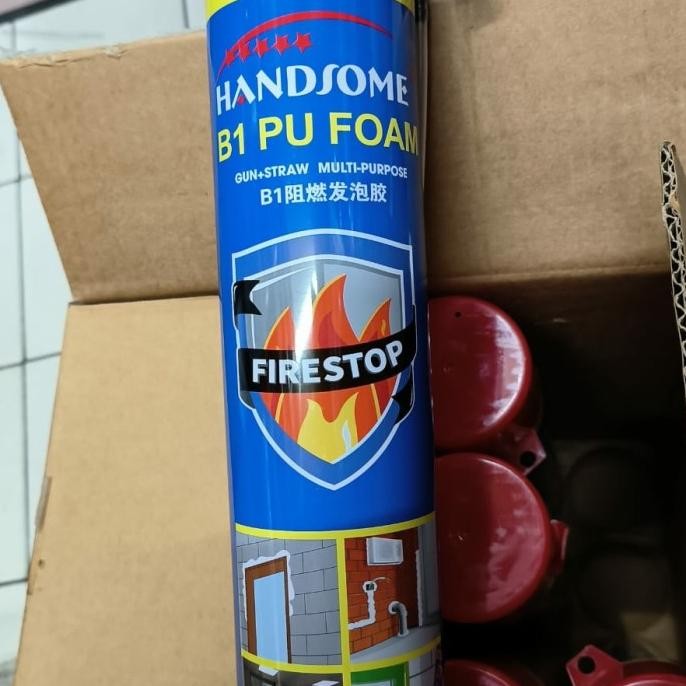 HANDSOME
B1 PU FOAM
GUN+STRAW MULTI-PURPOSE
B1阻燃发泡胶
FIRESTOP